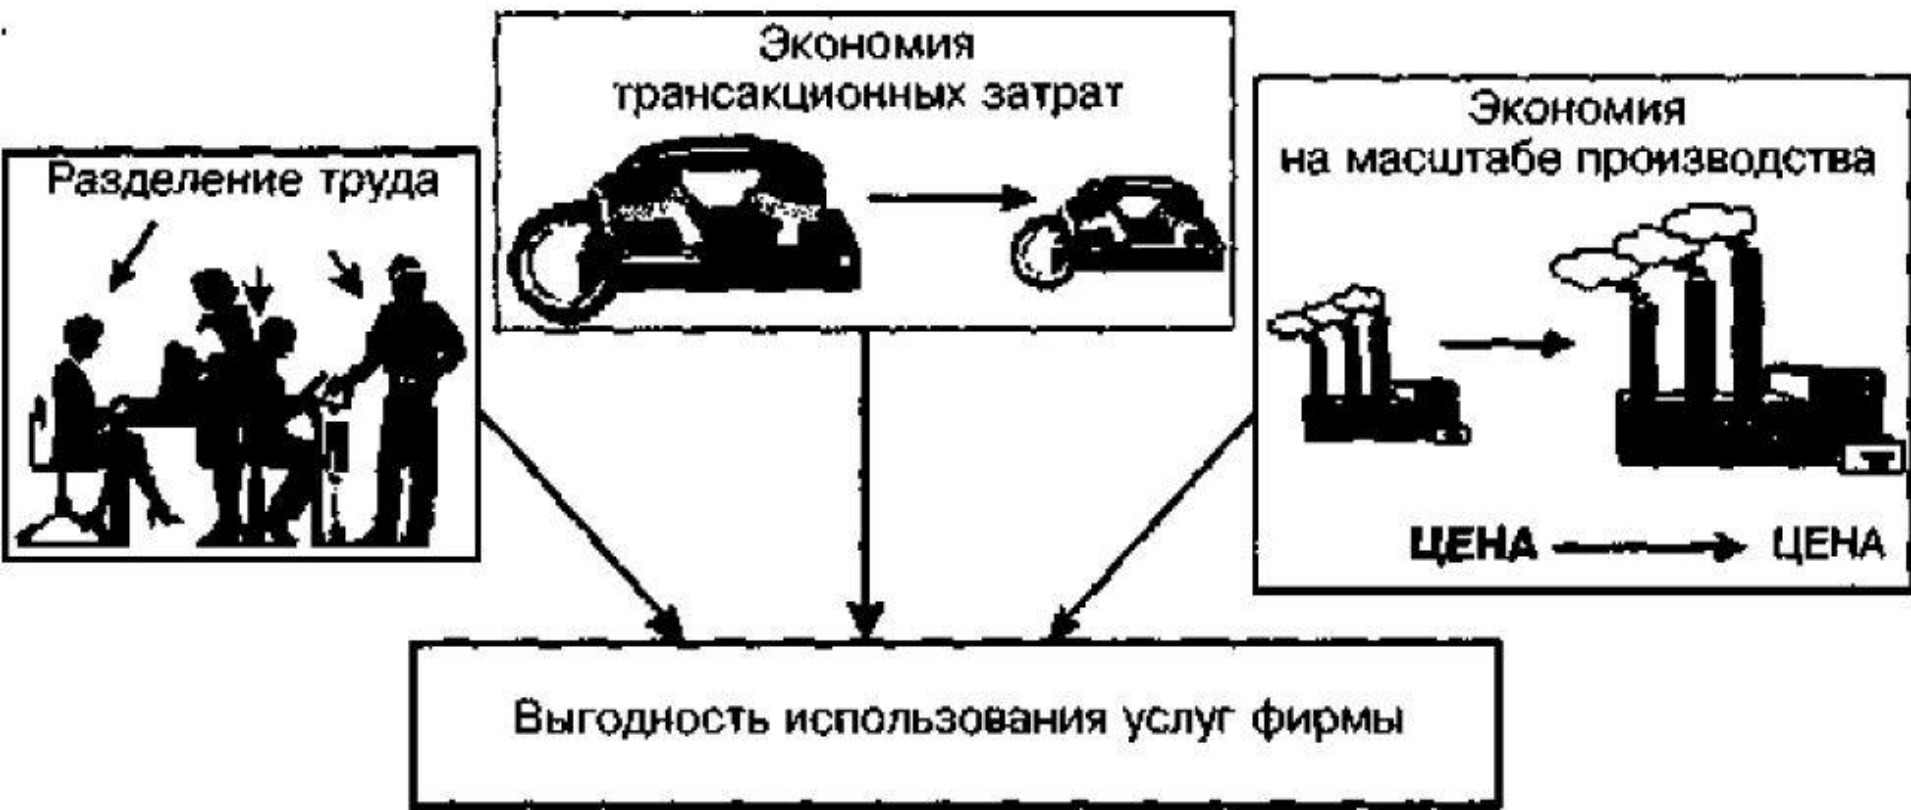 Экономия
трансакционных затрат
Экономия
на масштабе производства
Разделение труда
ЦЕНА ЦЕНА
Выгодность использования услуг фирмы